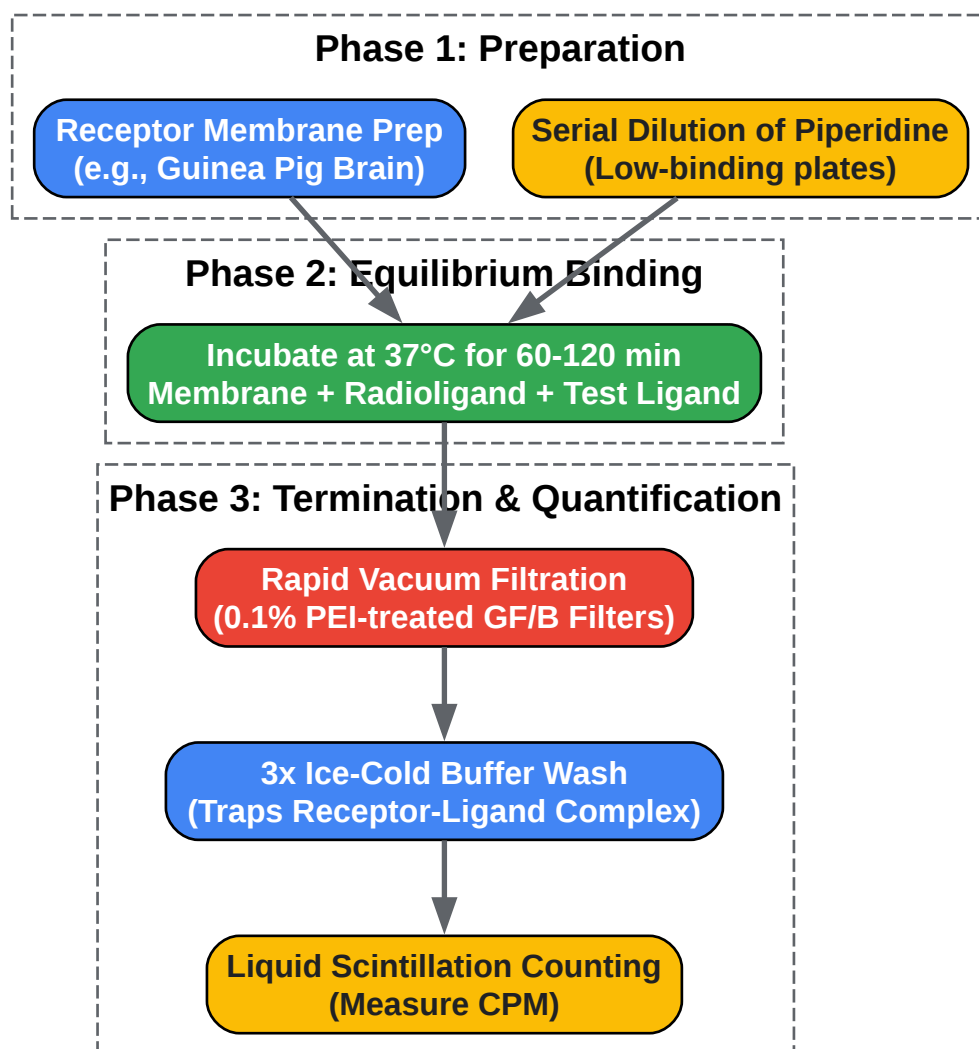 Phase 1: Preparation
Receptor Membrane Prep
(e.g., Guinea Pig Brain)
Serial Dilution of Piperidine
(Low-binding plates)
Phase 2: Equilibrium Binding
Incubate at 37°C for 60-120 min
Membrane + Radioligand + Test Ligand
Phase 3: Termination & Quantification
Rapid Vacuum Filtration
(0.1% PEI-treated GF/B Filters)
3x Ice-Cold Buffer Wash
(Traps Receptor-Ligand Complex)
Liquid Scintillation Counting
(Measure CPM)